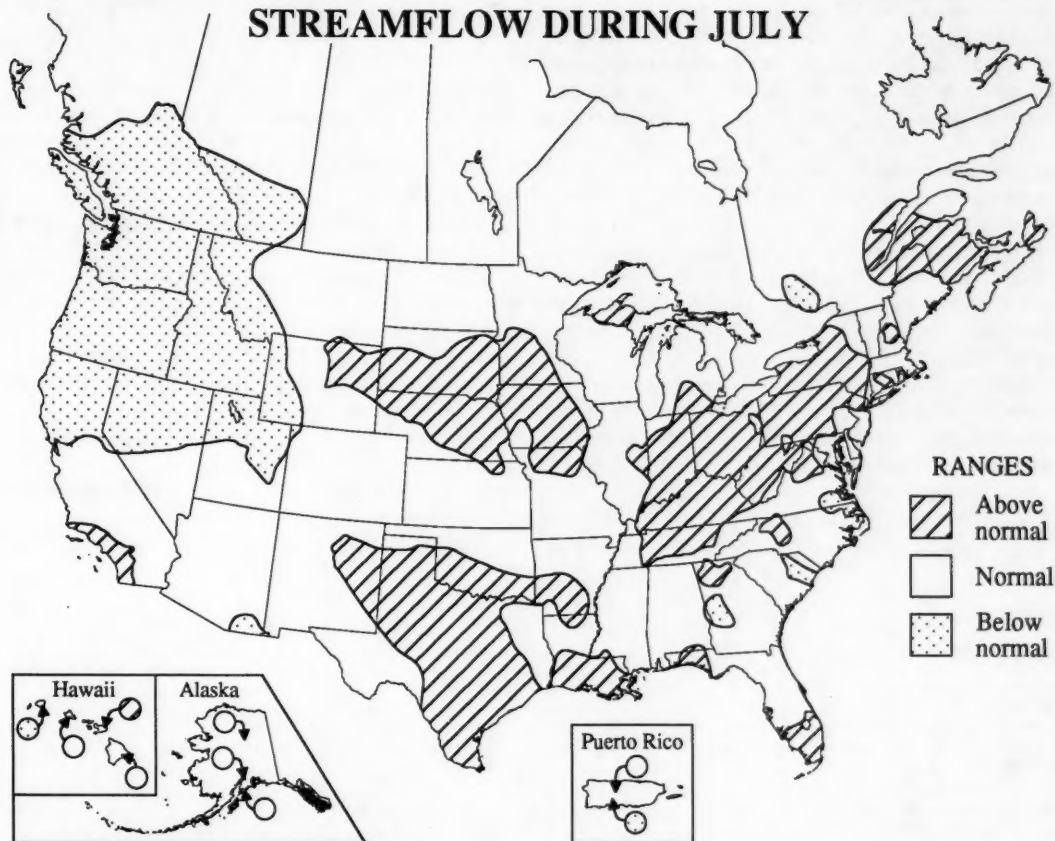 STREAMFLOW DURING JULY
RANGES
Above
normal
Normal
Below
normal
Hawaii
Alaska
Puerto Rico